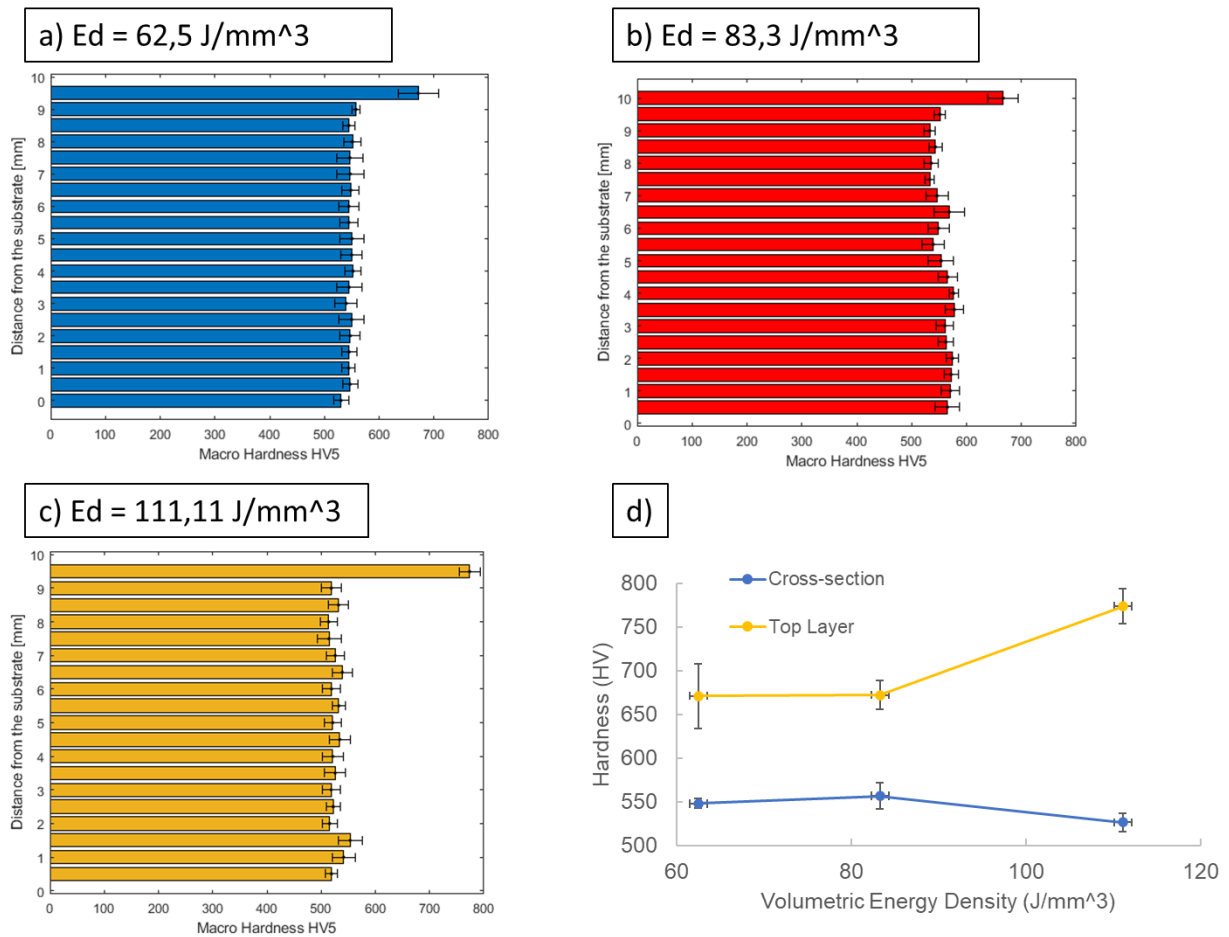 a) Ed = 62,5 J/mm^3
10
9
8
7
6
5
4
3
2
1
0
Distance from the substrate [mm]
0 100 200 300 400 500 600 700 800
Macro Hardness HV5
b) Ed = 83,3 J/mm^3
10
9
8
7
6
5
4
3
2
1
0
Distance from the substrate [mm]
0 100 200 300 400 500 600 700 800
Macro Hardness HV5
c) Ed = 111,11 J/mm^3
10
9
8
7
6
5
4
3
2
1
0
Distance from the substrate [mm]
0 100 200 300 400 500 600 700 800
Macro Hardness HV5
d)
Cross-section
Top Layer
800
750
700
650
600
550
500
Hardness (HV)
60 80 100 120
Volumetric Energy Density (J/mm^3)